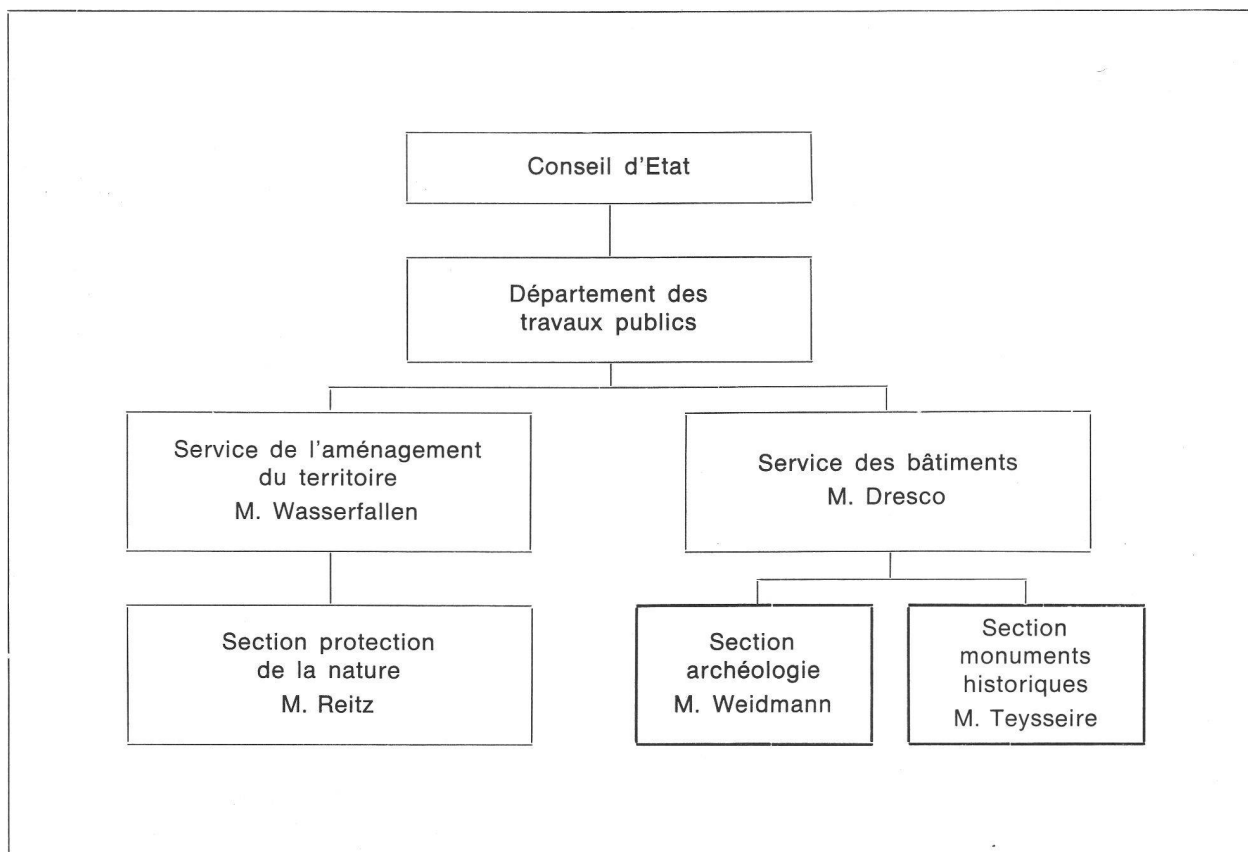 Conseil d'Etat
Département des
travaux publics
Service de l'aménagement
du territoire
M. Wasserfallen
Service des bâtiments
M. Dresco
Section protection
de la nature
M. Reitz
Section
archéologie
M. Weidmann
Section
monuments
historiques
M. Teysseire